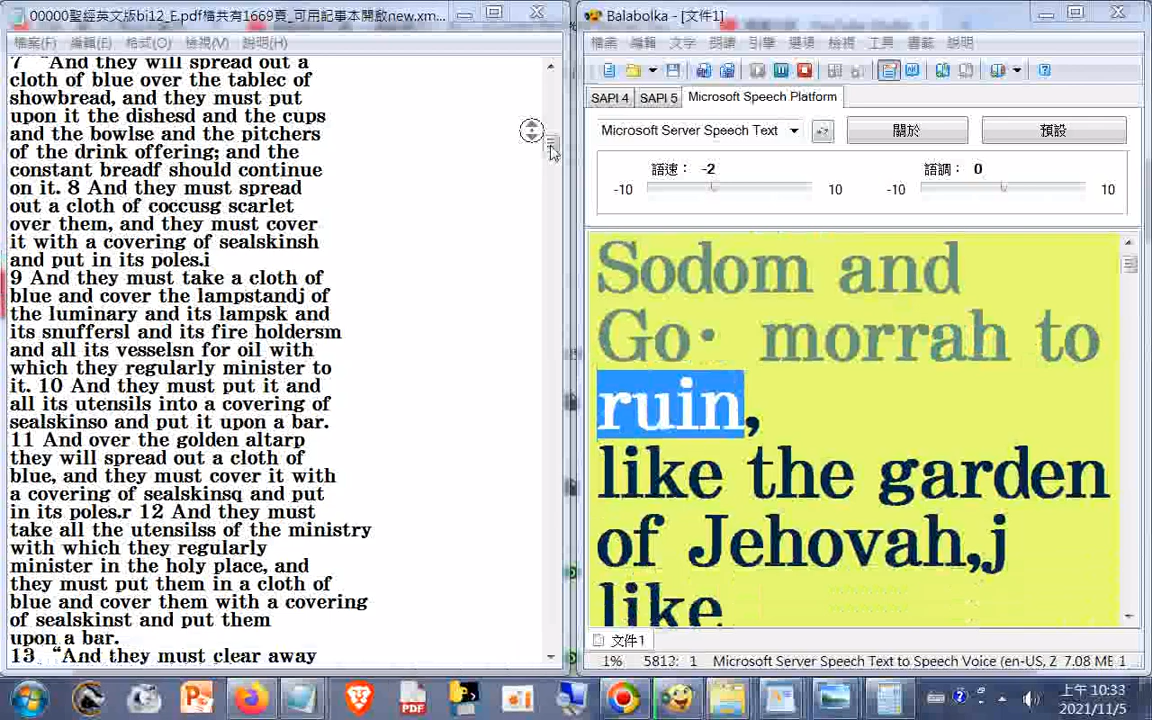 00000聖經英文版bi12_E.pdf檔共有1669頁_可用記事本開啟new.xm...
檔案(F) 編輯(E) 格式(O) 檢視(V) 說明(H)
7 “And they will spread out a
cloth of blue over the tablec of
showbread, and they must put
upon it the dishesd and the cups
and the bowlse and the pitchers
of the drink offering; and the
constant breadf should continue
on it. 8 And they must spread
out a cloth of coccusg scarlet
over them, and they must cover
it with a covering of sealskinsh
and put in its poles.i
9 And they must take a cloth of
blue and cover the lampstandj of
the luminary and its lampsk and
its snuffersl and its fire holdersm
and all its vesselsn for oil with
which they regularly minister to
it. 10 And they must put it and
all its utensils into a covering of
sealskinso and put it upon a bar.
11 And over the golden altarp
they will spread out a cloth of
blue, and they must cover it with
a covering of sealskinsq and put
in its poles.r 12 And they must
take all the utensilss of the ministry
with which they regularly
minister in the holy place, and
they must put them in a cloth of
blue and cover them with a covering
of sealskinst and put them
upon a bar.
13 “And they must clear away
Balabolka - [文件1]
檔案 編輯 文字 朗讀 引擎 選項 檢視 工具 書籤 說明
SAPI 4 SAPI 5 Microsoft Speech Platform
Microsoft Server Speech Text 關於 預設
語速： -2 語調： 0
-10 10 -10 10
Sodom and
Go· morrah to
ruin,
like the garden
of Jehovah,j
like
文件1
1% 5813: 1 Microsoft Server Speech Text to Speech Voice (en-US, Z 7.08 ME 1
PDF
上午 10:33
2021/11/5